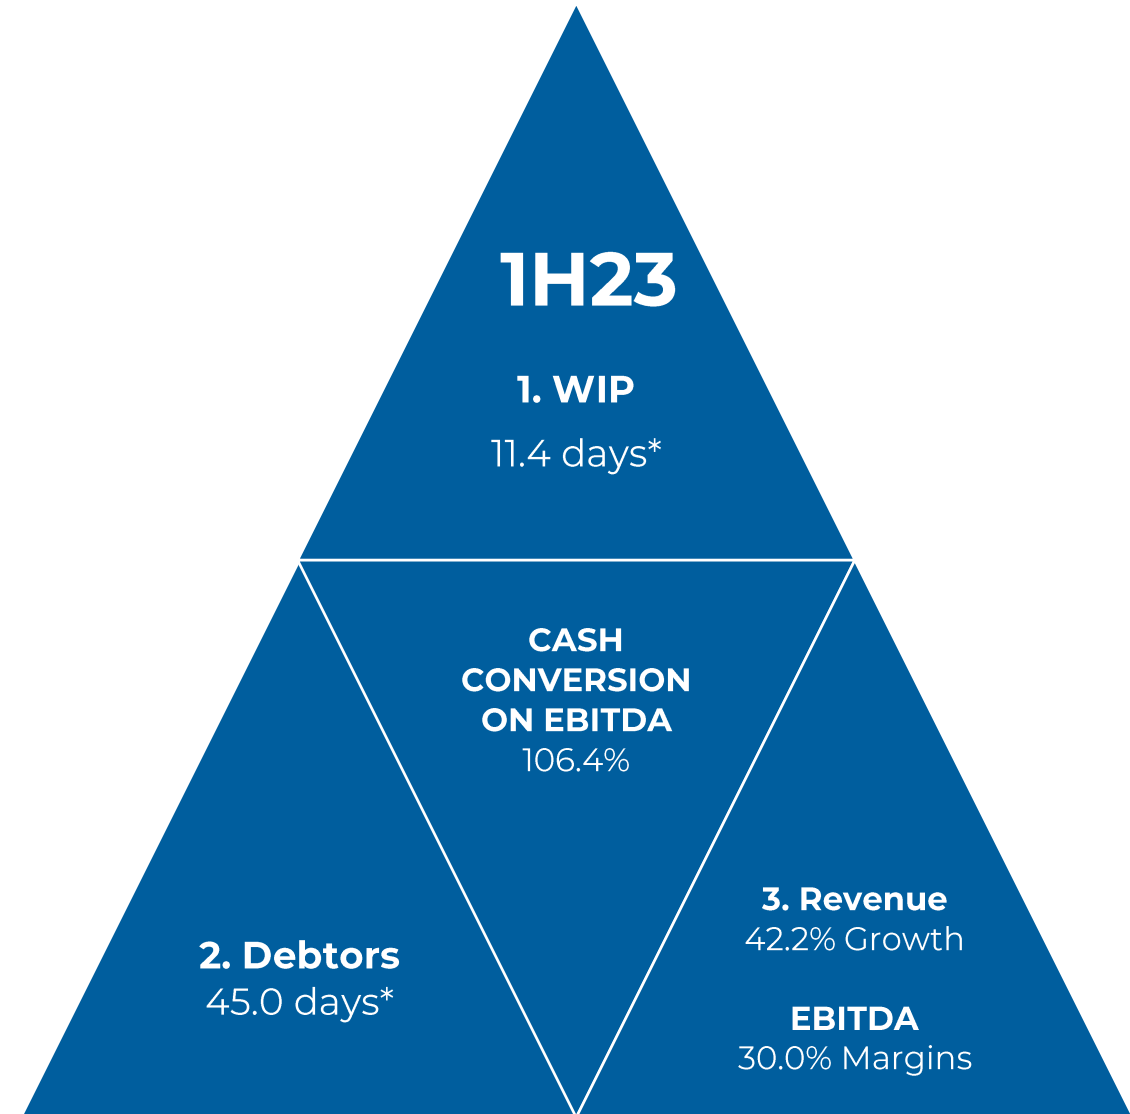 1H23
1. WIP
11.4 days*
CASH
CONVERSION
ON EBITDA
106.4%
2. Debtors
45.0 days*
3. Revenue
42.2% Growth
EBITDA
30.0% Margins